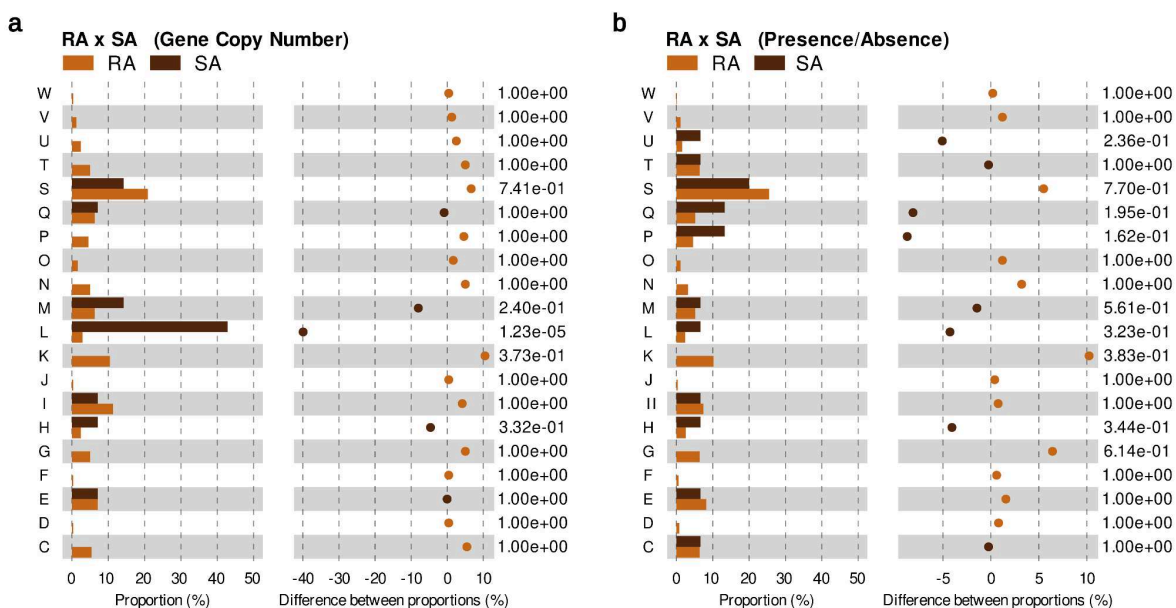 a
RA x SA (Gene Copy Number)
RA SA
W 1.00e+00
V 1.00e+00
U 1.00e+00
T 1.00e+00
S 7.41e-01
Q 1.00e+00
P 1.00e+00
O 1.00e+00
N 1.00e+00
M 2.40e-01
L 1.23e-05
K 3.73e-01
J 1.00e+00
I 1.00e+00
H 3.32e-01
G 1.00e+00
F 1.00e+00
E 1.00e+00
D 1.00e+00
C 1.00e+00
0 10 20 30 40 50 -40 -30 -20 -10 0 10
Proportion (%) Difference between proportions (%)
b
RA x SA (Presence/Absence)
RA SA
W 1.00e+00
V 1.00e+00
U 2.36e-01
T 1.00e+00
S 7.70e-01
Q 1.95e-01
P 1.62e-01
O 1.00e+00
N 1.00e+00
M 5.61e-01
L 3.23e-01
K 3.83e-01
J 1.00e+00
II 1.00e+00
H 3.44e-01
G 6.14e-01
F 1.00e+00
E 1.00e+00
D 1.00e+00
C 1.00e+00
0 10 20 30 40 50 -5 0 5 10
Proportion (%) Difference between proportions (%)